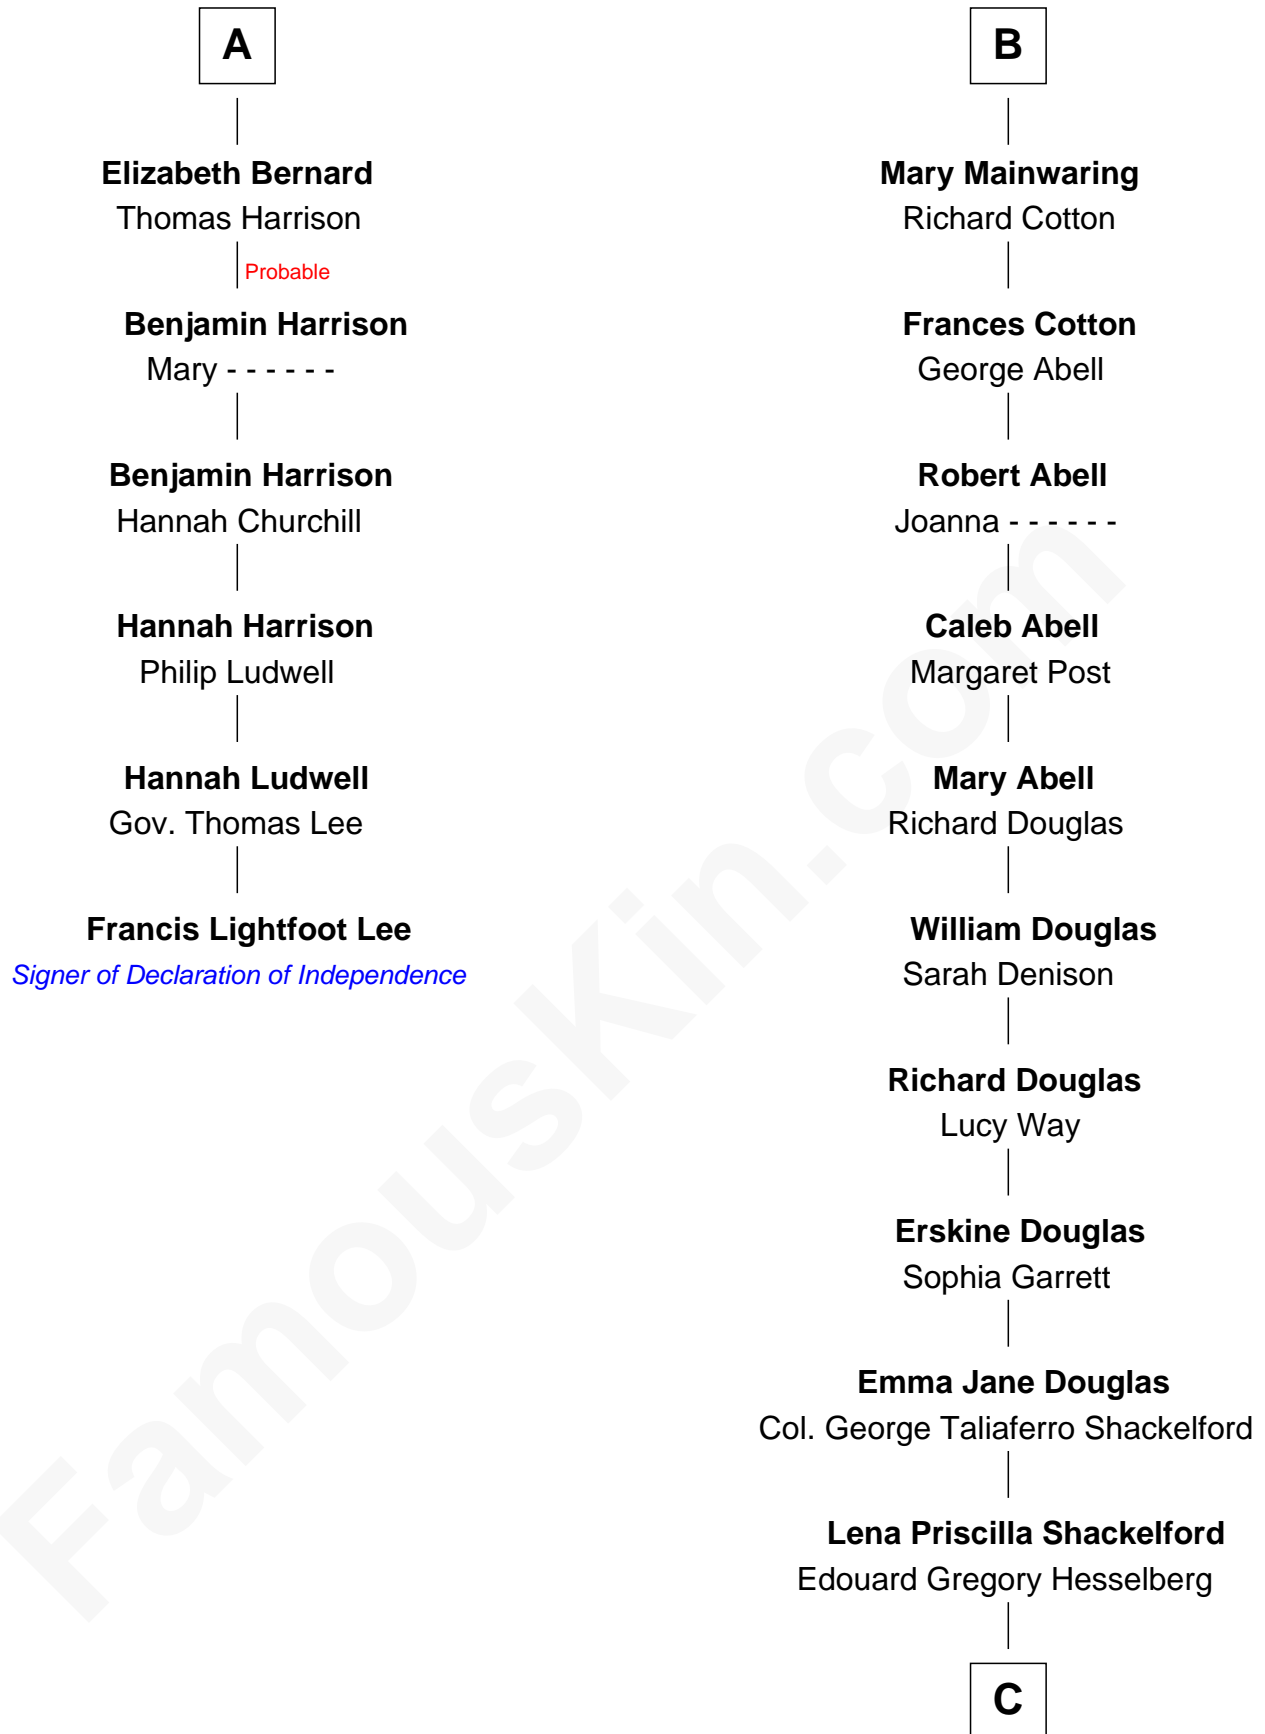 A
Elizabeth Bernard
Thomas Harrison
Probable
Benjamin Harrison
Mary - - - - - -
Benjamin Harrison
Hannah Churchill
Hannah Harrison
Philip Ludwell
Hannah Ludwell
Gov. Thomas Lee
Francis Lightfoot Lee
Signer of Declaration of Independence
B
Mary Mainwaring
Richard Cotton
Frances Cotton
George Abell
Robert Abell
Joanna - - - - - -
Caleb Abell
Margaret Post
Mary Abell
Richard Douglas
William Douglas
Sarah Denison
Richard Douglas
Lucy Way
Erskine Douglas
Sophia Garrett
Emma Jane Douglas
Col. George Taliaferro Shackelford
Lena Priscilla Shackelford
Edouard Gregory Hesselberg
C
FamousKin.com